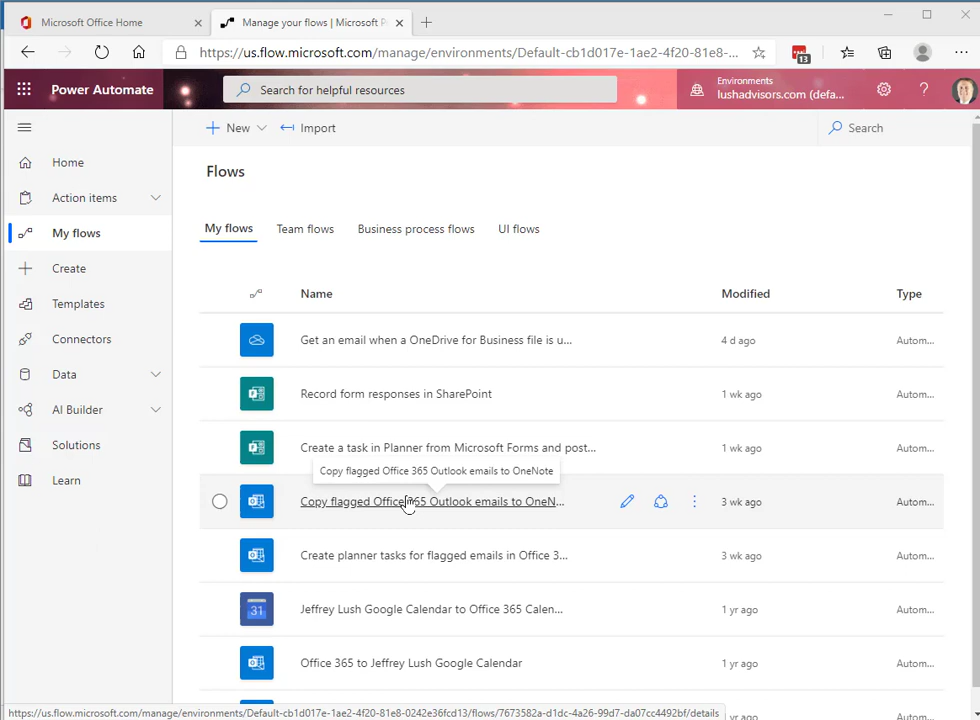 Microsoft Office Home
Manage your flows | Microsoft P
https://us.flow.microsoft.com/manage/environments/Default-cb1d017e-1ae2-4f20-81e8-...
13
Power Automate
Search for helpful resources
Environments
lushadvisors.com (defa...
?
New
Import
Search
Home
Action items
My flows
Create
Templates
Connectors
Data
AI Builder
Solutions
Learn
Flows
My flows
Team flows
Business process flows
UI flows
Name
Modified
Type
Get an email when a OneDrive for Business file is u...
4 d ago
Autom...
Record form responses in SharePoint
1 wk ago
Autom...
Create a task in Planner from Microsoft Forms and post...
1 wk ago
Autom...
Copy flagged Office 365 Outlook emails to OneNote
Copy flagged Office 365 Outlook emails to OneN...
3 wk ago
Autom...
Create planner tasks for flagged emails in Office 3...
3 wk ago
Autom...
31
Jeffrey Lush Google Calendar to Office 365 Calen...
1 yr ago
Autom...
Office 365 to Jeffrey Lush Google Calendar
1 yr ago
Autom...
https://us.flow.microsoft.com/manage/environments/Default-cb1d017e-1ae2-4f20-81e8-0242e36fcd13/flows/7673582a-d1dc-4a26-99d7-da07cc4492bf/details
yr ago
Autom...